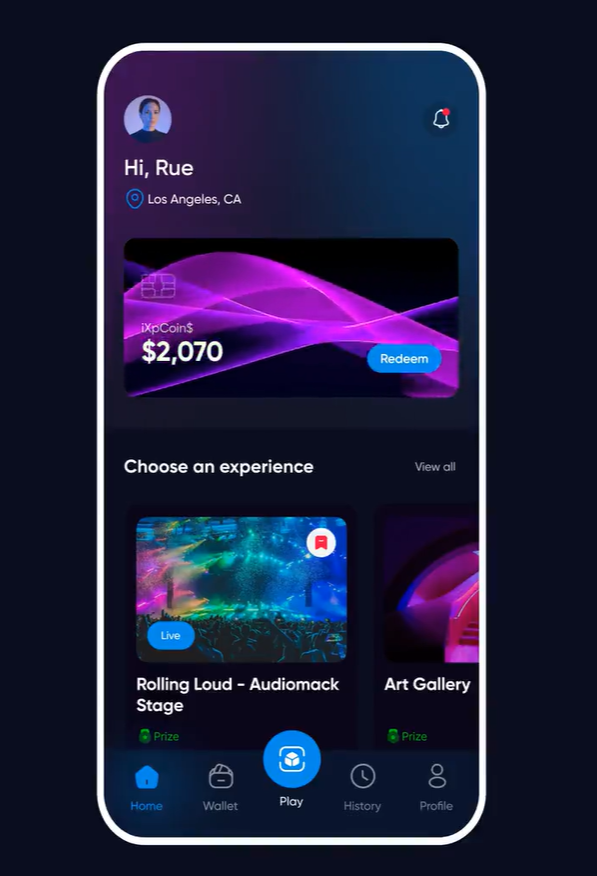 Hi, Rue
Los Angeles, CA
iXpCoin$
$2,070
Redeem
Choose an experience
View all
Live
Rolling Loud - Audiomack
Stage
Art Gallery
Prize
Prize
Home
Wallet
Play
History
Profile